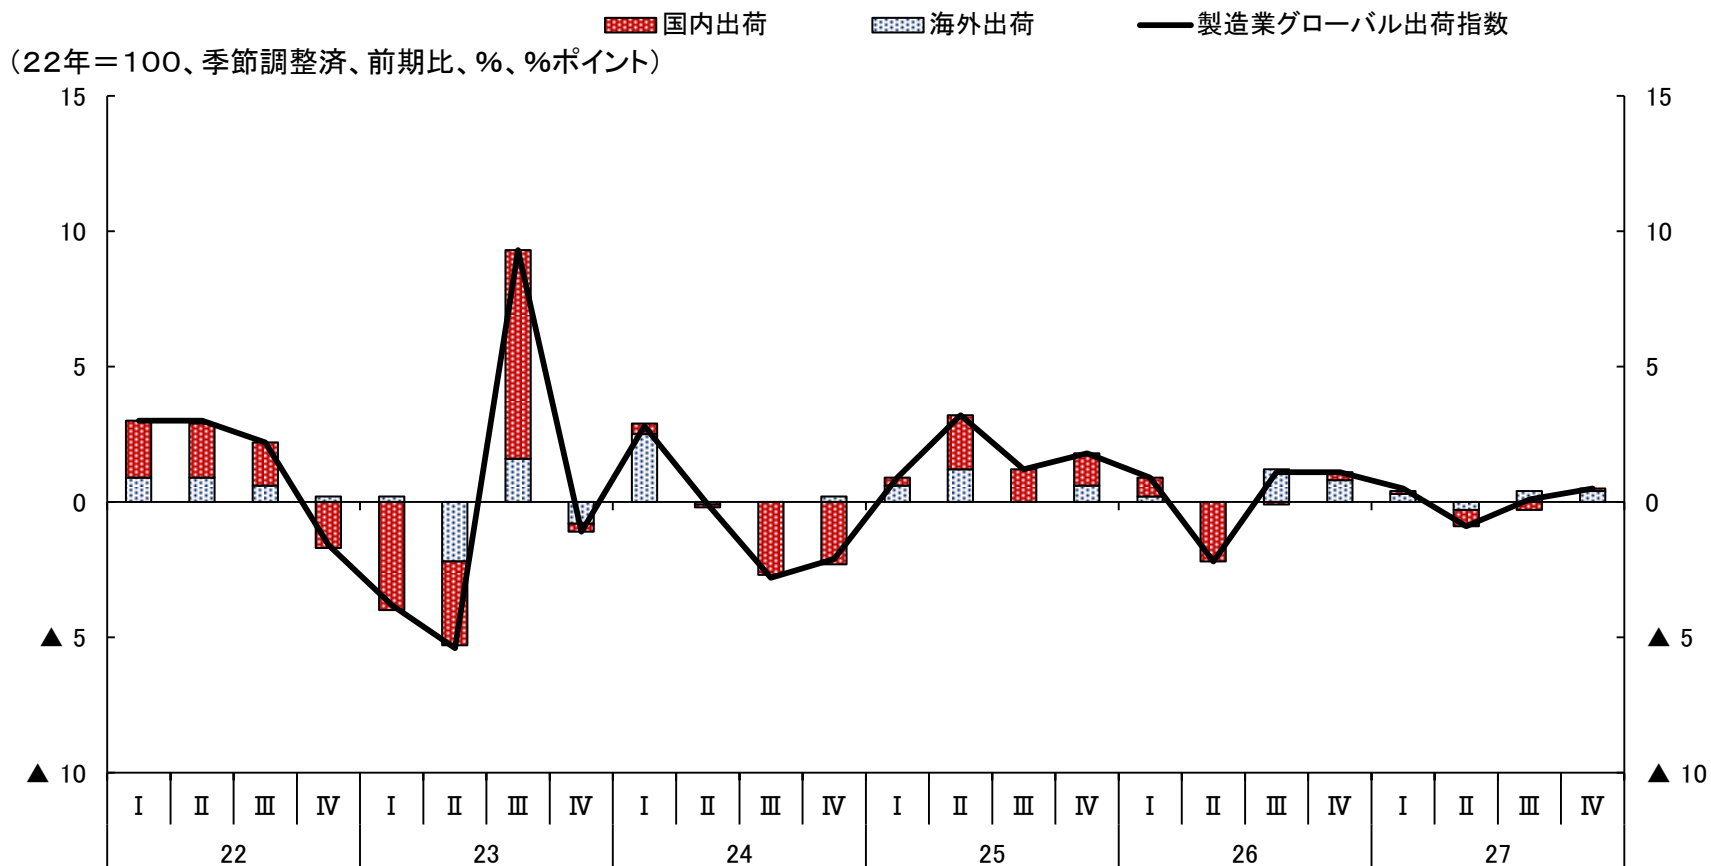 国内出荷 海外出荷 製造業グローバル出荷指数
(22年=100、季節調整済、前期比、%、%ポイント)
15 15
10 10
5 5
0 0
▲ 5 ▲ 5
▲ 10 ▲ 10
Ⅰ Ⅱ Ⅲ Ⅳ Ⅰ Ⅱ Ⅲ Ⅳ Ⅰ Ⅱ Ⅲ Ⅳ Ⅰ Ⅱ Ⅲ Ⅳ Ⅰ Ⅱ Ⅲ Ⅳ Ⅰ Ⅱ Ⅲ Ⅳ
22 23 24 25 26 27